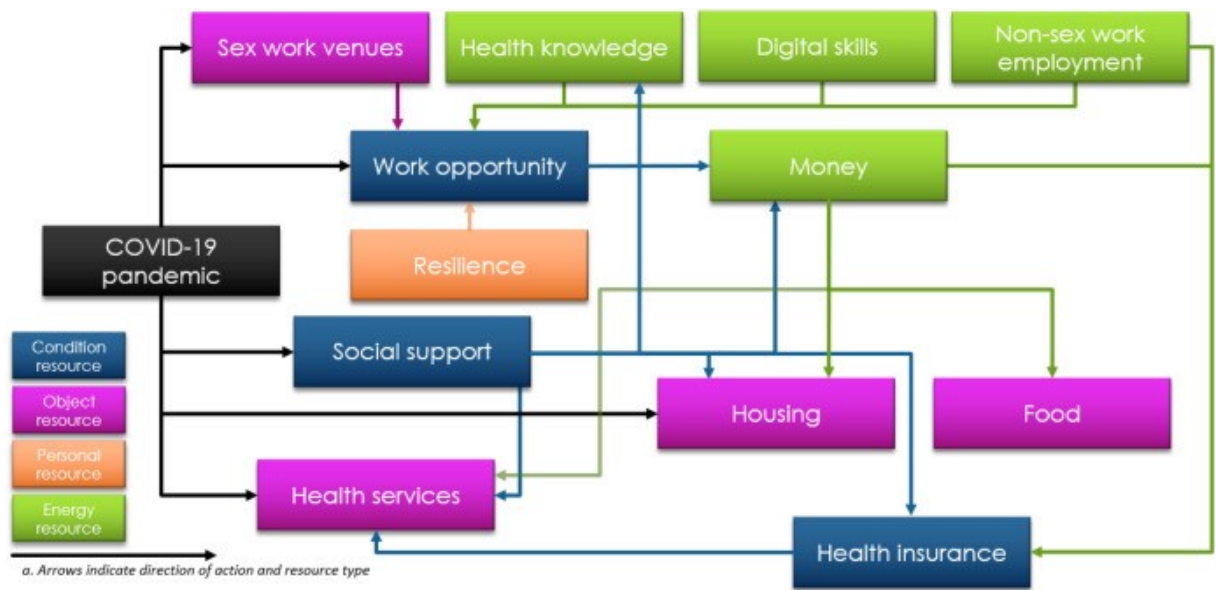 Sex work venues
Health knowledge
Digital skills
Non-sex work
employment
Work opportunity
Money
COVID-19
pandemic
Resilience
Social support
Condition
resource
Object
resource
Housing
Food
Personal
resource
Health services
Energy
resource
Health insurance
a. Arrows indicate direction of action and resource type